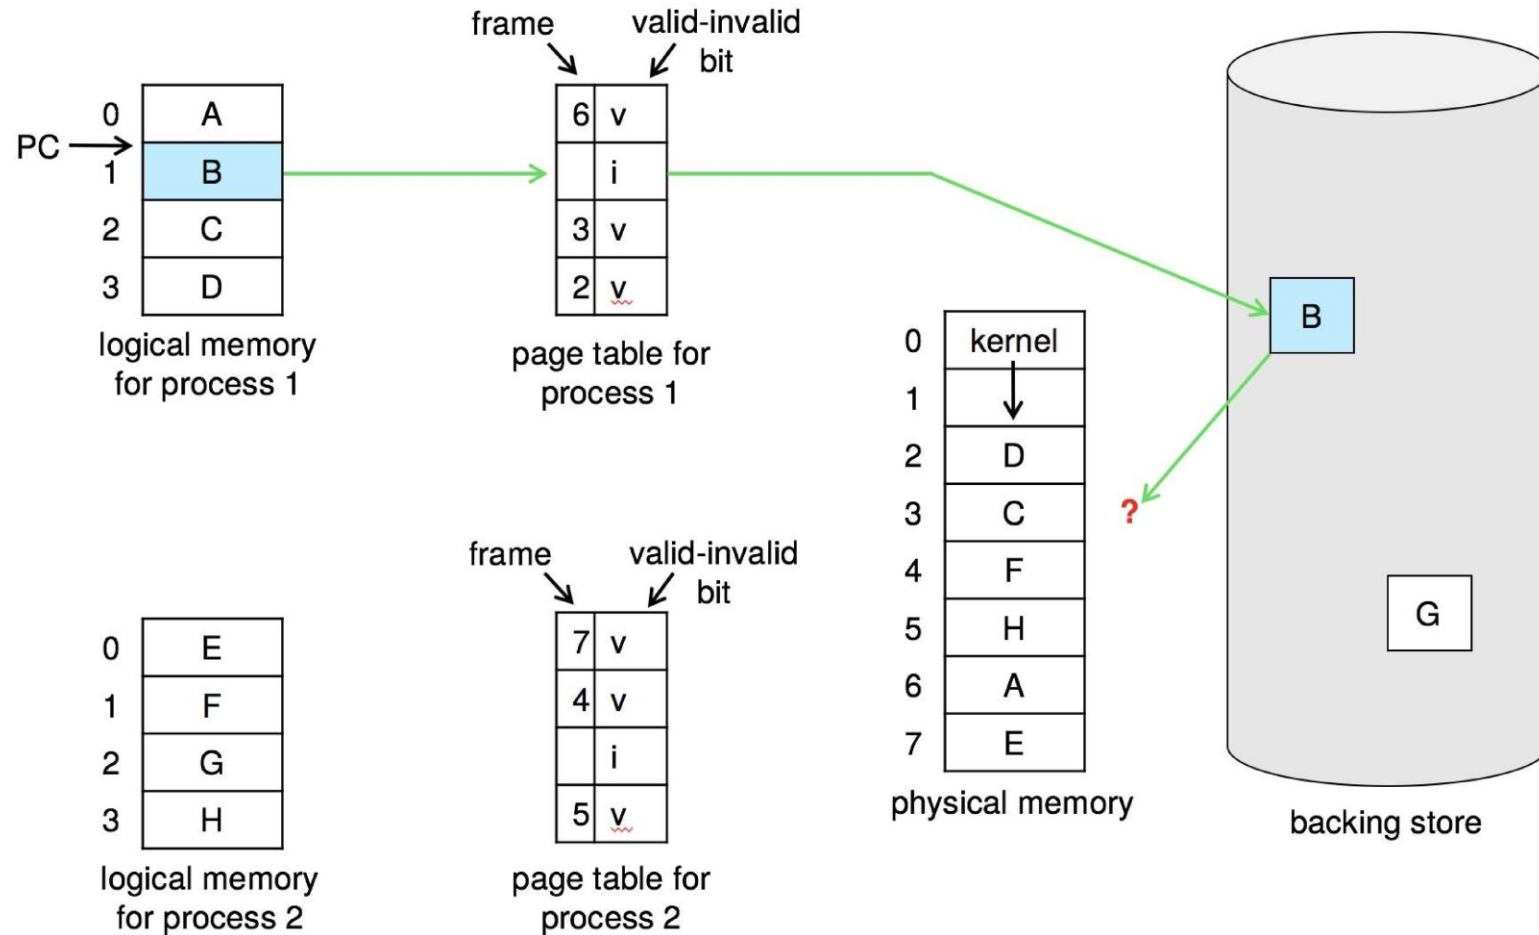 frame
valid-invalid
bit
PC
0 A
1 B
2 C
3 D
logical memory
for process 1
6 v
i
3 v
2 v
page table for
process 1
0 kernel
1
2 D
3 C
4 F
5 H
6 A
7 E
physical memory
?
B
G
backing store
0 E
1 F
2 G
3 H
logical memory
for process 2
frame
valid-invalid
bit
7 v
4 v
i
5 v
page table for
process 2